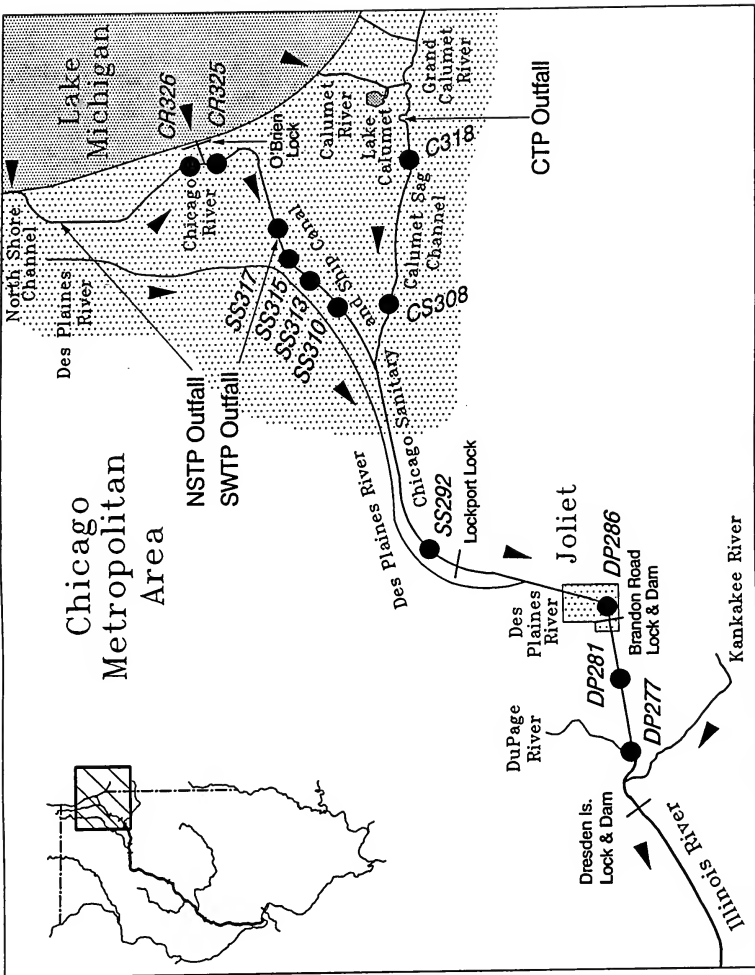 Chicago
Metropolitan
Area
Lake
Michigan
North Shore
Channel
Des Plaines
River
CR326
CR325
O'Brien
Lock
Chicago
River
Calumet
River
Lake
Calumet
Grand
Calumet
River
CTP Outfall
C318
Calumet Sag
Channel
CS308
NSTP Outfall
SWTP Outfall
SS317
SS315
SS313
SS310
Chicago Sanitary
and Ship Canal
Des Plaines River
SS292
Lockport Lock
Joliet
Des
Plaines
River
DP286
Brandon Road
Lock & Dam
DP281
DP277
DuPage
River
Kankakee River
Dresden Is.
Lock & Dam
Illinois River